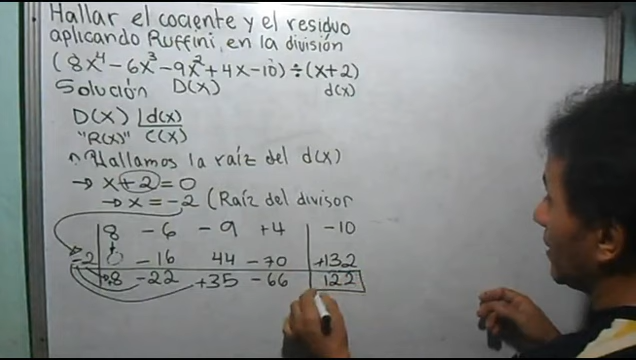 Hallar el cociente y el residuo
aplicando Ruffini, en la división
(8x⁴ - 6x³ - 9x² + 4x - 10) ÷ (x+2)
Solución D(x) d(x)
D(x) |d(x)
"R(x)" C(x)
Hallamos la raíz del d(x)
→ x+2=0
→ x = -2 (Raíz del divisor
8 - 6 - 9 +4 -10
-2 0 - 16 44 - 70 +132
+8 -22 +35 - 66 122